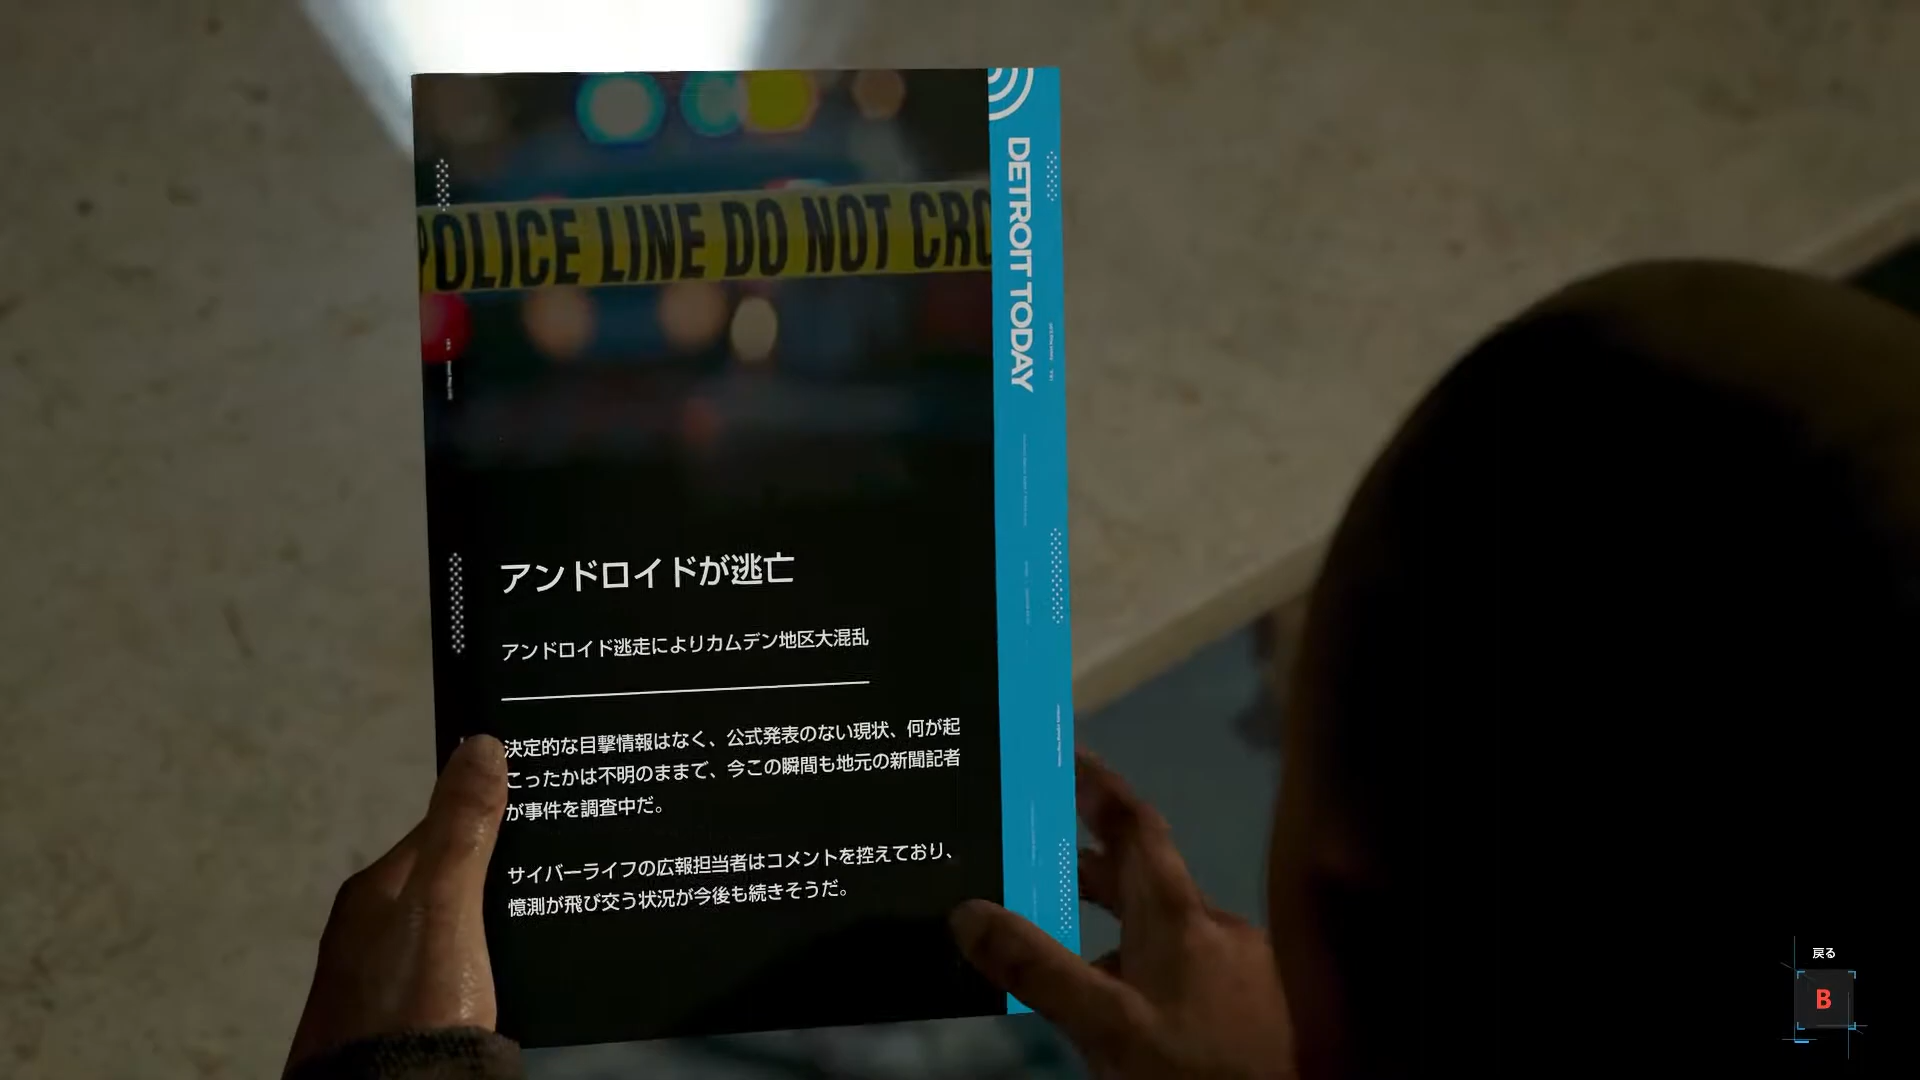 POLICE LINE DO NOT CRO
DETROIT TODAY
アンドロイドが逃亡
アンドロイド逃走によりカムデン地区大混乱
決定的な目撃情報はなく、公式発表のない現状、何が起
こったかは不明のままで、今この瞬間も地元の新聞記者
が事件を調査中だ。
サイバーライフの広報担当者はコメントを控えており、
憶測が飛び交う状況が今後も続きそうだ。
戻る
B